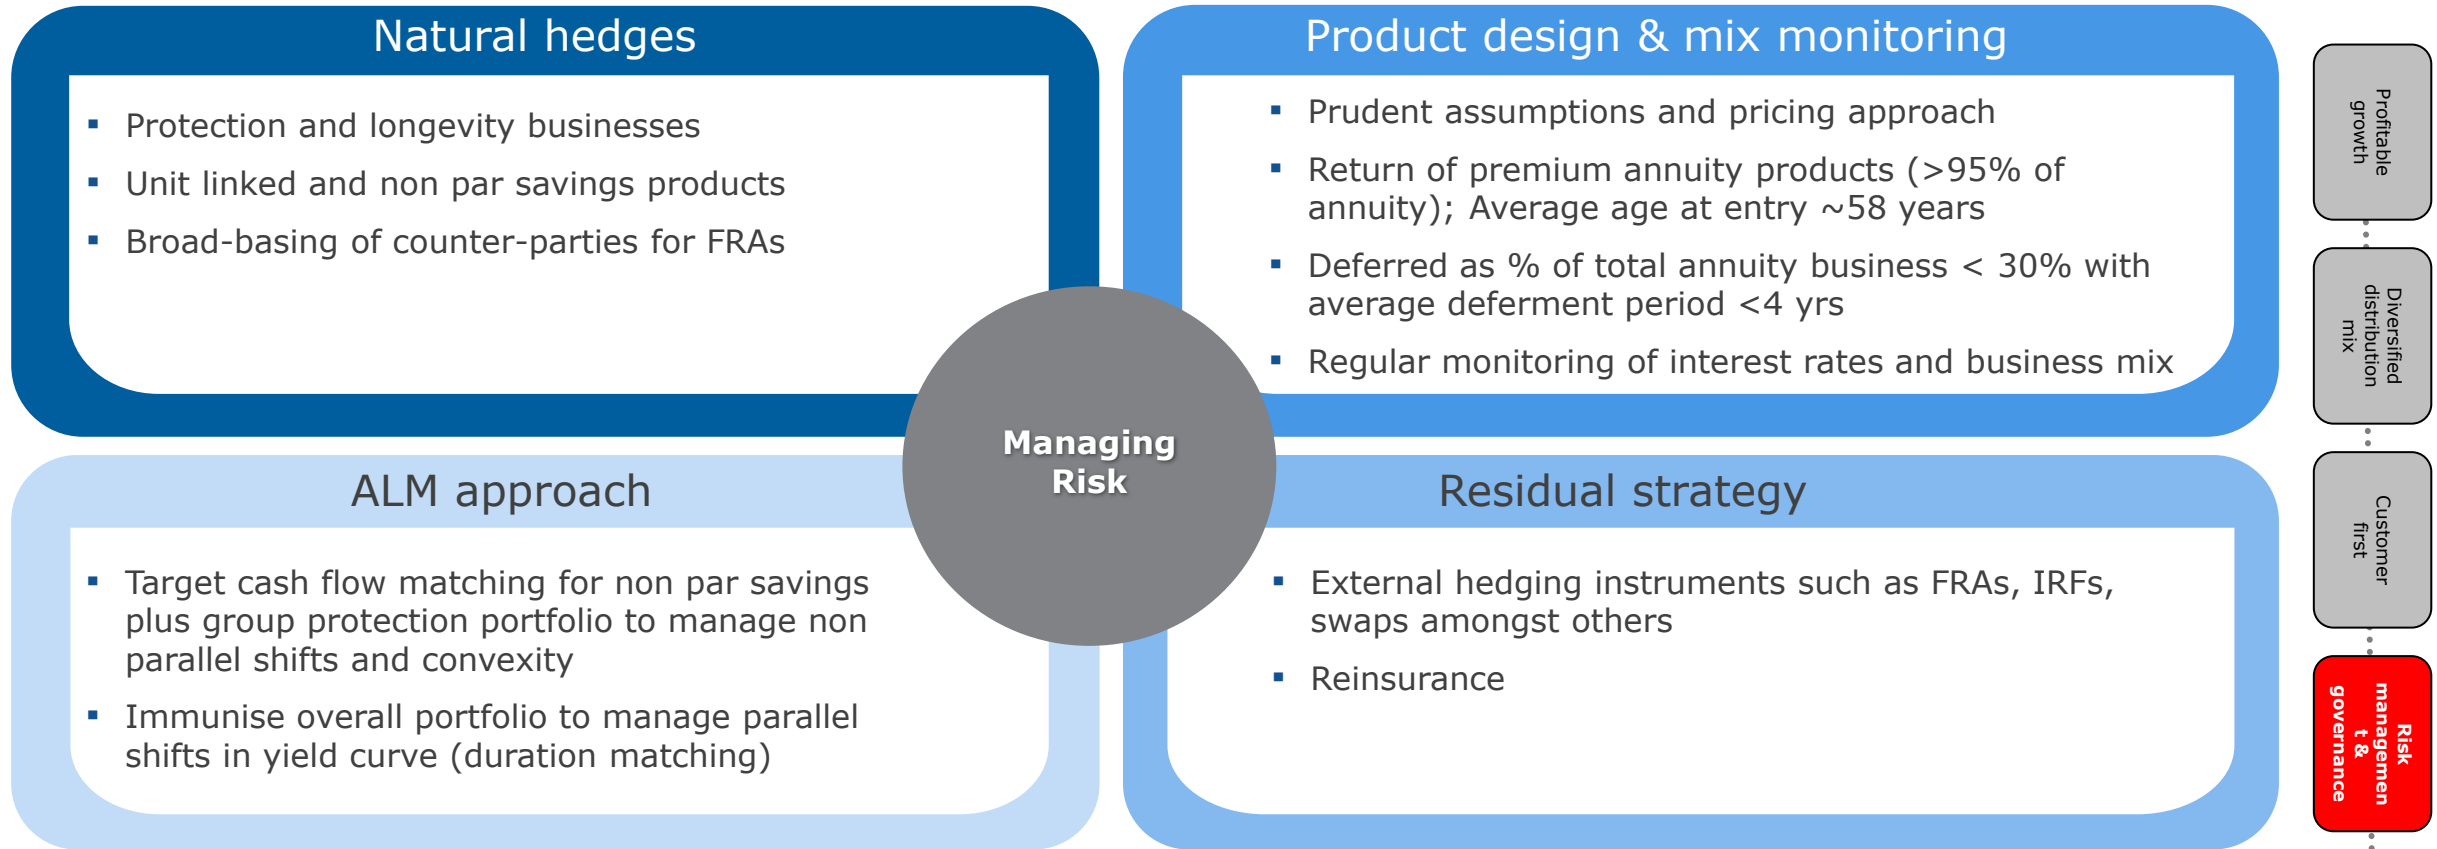 Natural hedges
Protection and longevity businesses
Unit linked and non par savings products
Broad-basing of counter-parties for FRAs
Product design & mix monitoring
Prudent assumptions and pricing approach
Return of premium annuity products (>95% of
annuity); Average age at entry ~58 years
Deferred as % of total annuity business < 30% with
average deferment period <4 yrs
Regular monitoring of interest rates and business mix
Managing
Risk
ALM approach
Target cash flow matching for non par savings
plus group protection portfolio to manage non
parallel shifts and convexity
Immunise overall portfolio to manage parallel
shifts in yield curve (duration matching)
Residual strategy
External hedging instruments such as FRAs, IRFs,
swaps amongst others
Reinsurance
Profitable
growth
Diversified
distribution
mix
Customer
first
Risk
managemen
t &
governance